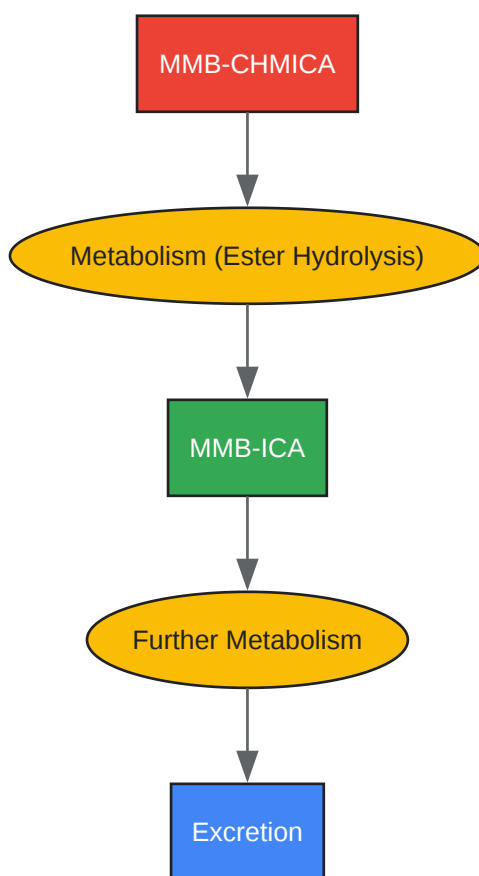 MMB-CHMICA
Metabolism (Ester Hydrolysis)
MMB-ICA
Further Metabolism
Excretion